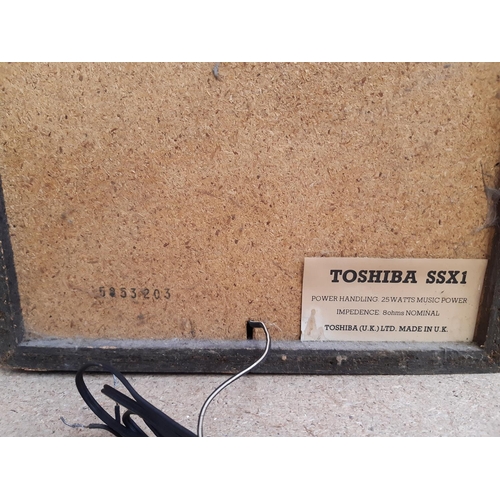 5853203
TOSHIBA SSX1
POWER HANDLING 25WATTS MUSIC POWER
IMPEDENCE 8ohms NOMINAL
TOSHIBA (U.K.) LTD. MADE IN U.K.